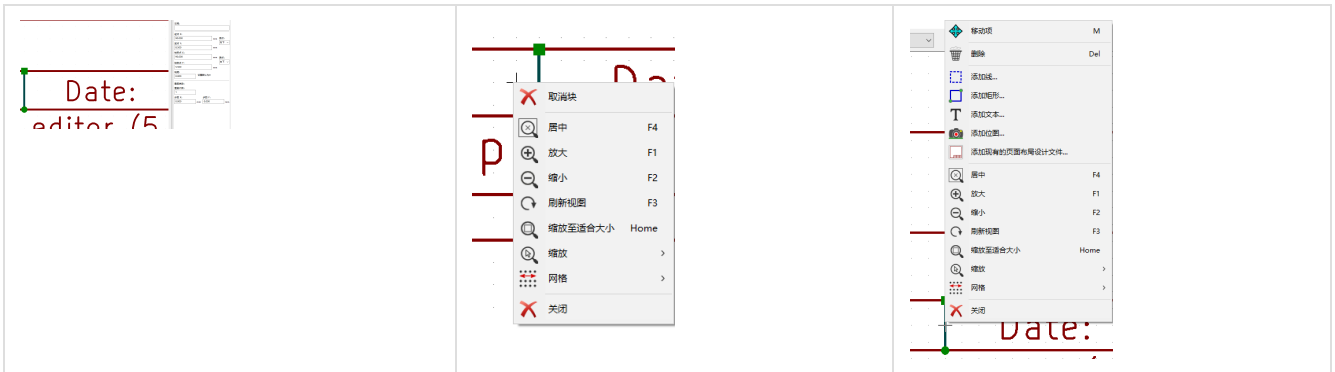 Date:
editor (5
取消块
居中 F4
放大 F1
缩小 F2
刷新视图 F3
缩放至适合大小 Home
缩放
网格
关闭
P
移动项 M
删除 Del
添加线...
添加矩形...
添加文本...
添加位图...
添加现有的页面布局设计文件...
居中 F4
放大 F1
缩小 F2
刷新视图 F3
缩放至适合大小 Home
缩放
网格
关闭
Date: